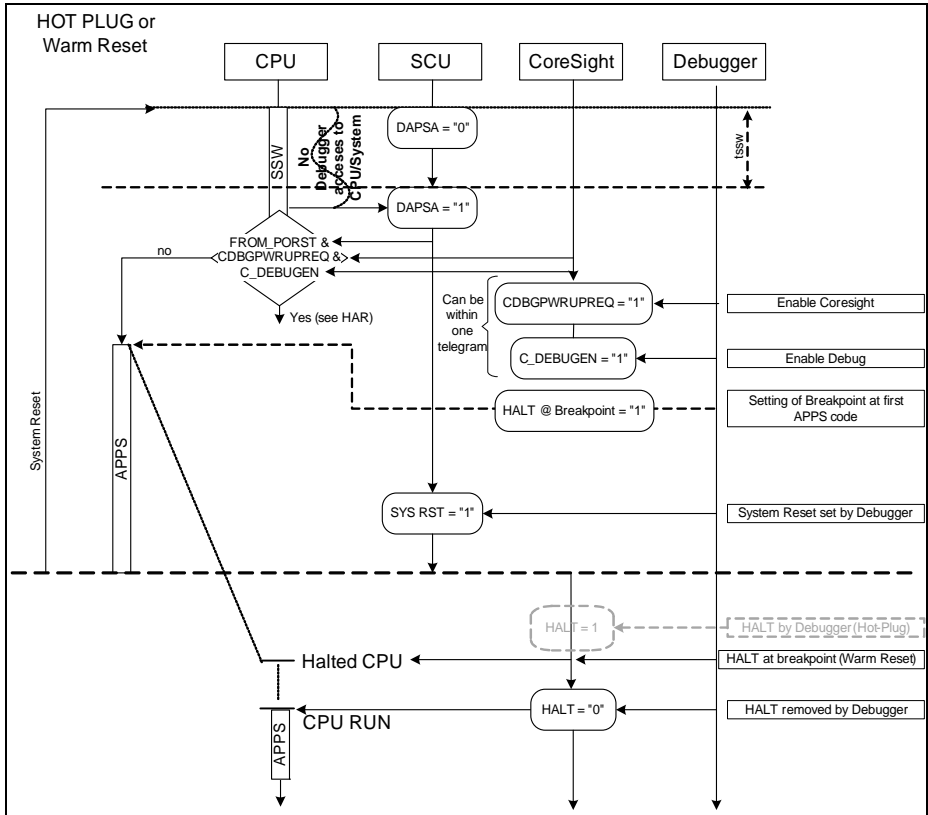 HOT PLUG or
Warm Reset
CPU
SCU
CoreSight
Debugger
DAPSA = "0"
SSW
No
Debugger
acceses to
CPU/System
tssw
DAPSA = "1"
FROM_PORST &
CDBGPWRUPREQ &
C_DEBUGEN
no
Yes (see HAR)
Can be
within
one
telegram
CDBGPWRUPREQ = "1"
Enable Coresight
C_DEBUGEN = "1"
Enable Debug
HALT @ Breakpoint = "1"
Setting of Breakpoint at first
APPS code
System Reset
APPS
SYS RST = "1"
System Reset set by Debugger
HALT = 1
HALT by Debugger (Hot-Plug)
Halted CPU
HALT at breakpoint (Warm Reset)
HALT = "0"
HALT removed by Debugger
CPU RUN
APPS